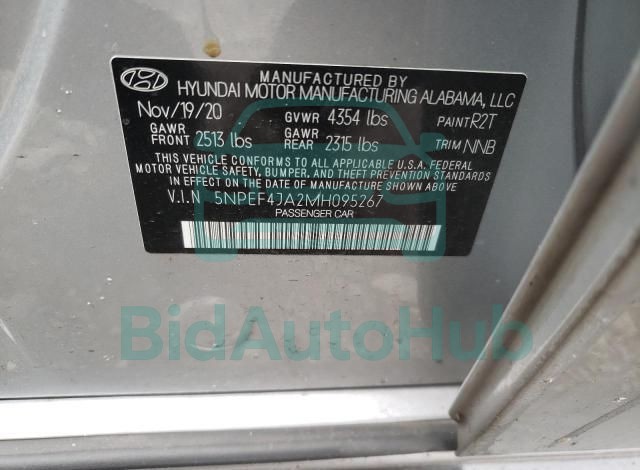 MANUFACTURED BY
HYUNDAI MOTOR MANUFACTURING ALABAMA, LLC
Nov/19/20 GVWR 4354 lbs PAINT R2T
GAWR FRONT 2513 lbs GAWR REAR 2315 lbs TRIM NNB
THIS VEHICLE CONFORMS TO ALL APPLICABLE U.S.A. FEDERAL
MOTOR VEHICLE SAFETY, BUMPER, AND THEFT PREVENTION STANDARDS
IN EFFECT ON THE DATE OF MANUFACTURE SHOWN ABOVE
V.I.N 5NPEF4JA2MH095267
PASSENGER CAR
BidAutoHub